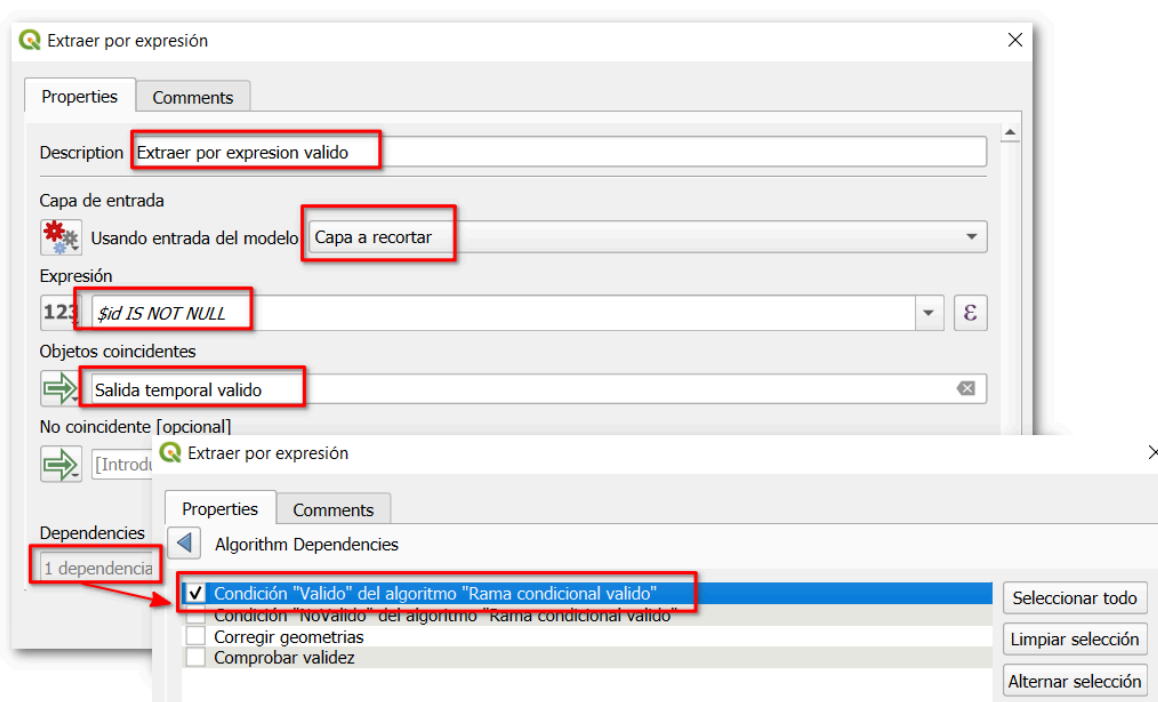 Extraer por expresión
Properties Comments
Description Extraer por expresion valido
Capa de entrada
Usando entrada del modelo Capa a recortar
Expresión
123 $id IS NOT NULL ε
Objetos coincidentes
Salida temporal valido
No coincidente [opcional]
[Introdu
Dependencies
1 dependencia
Extraer por expresión
Properties Comments
Algorithm Dependencies
Condición "Valido" del algoritmo "Rama condicional valido"
Condición "NoValido" del algoritmo "Rama condicional valido"
Corregir geometrias
Comprobar validez
Seleccionar todo
Limpiar selección
Alternar selección